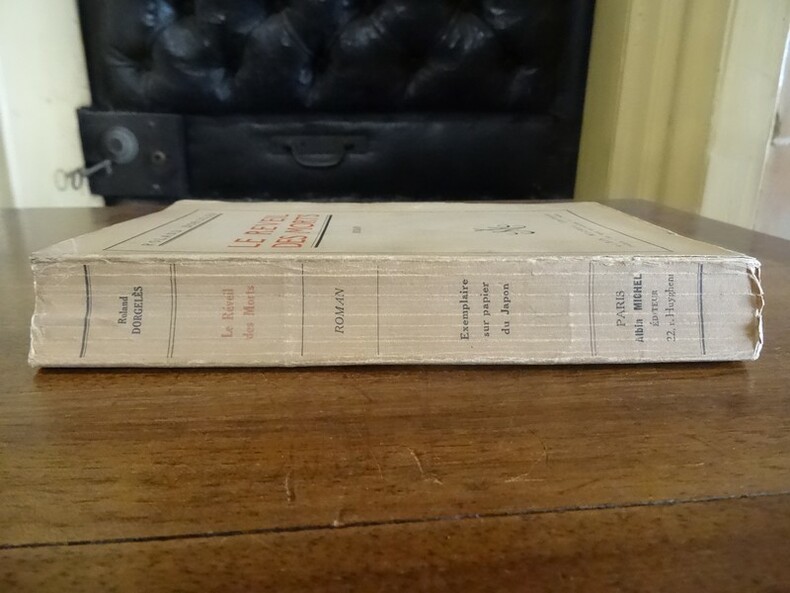 LE RÉVEIL
DES MORTS
Roland
DORGELÈS
Le Réveil
des Morts
ROMAN
Exemplaire
sur papier
du Japon
PARIS
Albin MICHEL
ÉDITEUR
22, r. Huyghens